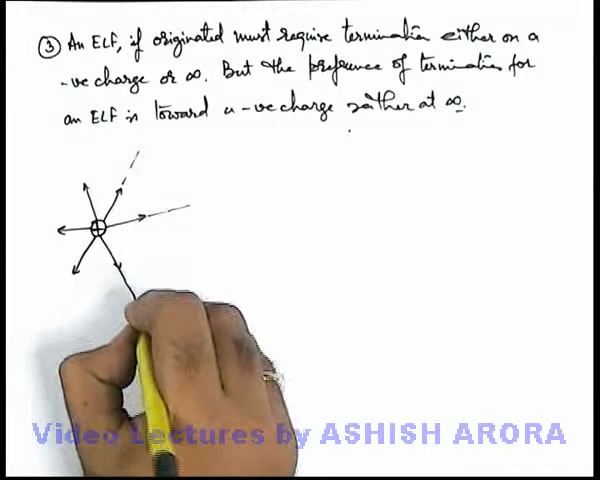 ③ An ELF, if originated must require termination either on a
-ve charge or ∞. But the preference of termination for
an ELF is toward a -ve charge rather at ∞.
+
Video Lectures by ASHISH ARORA